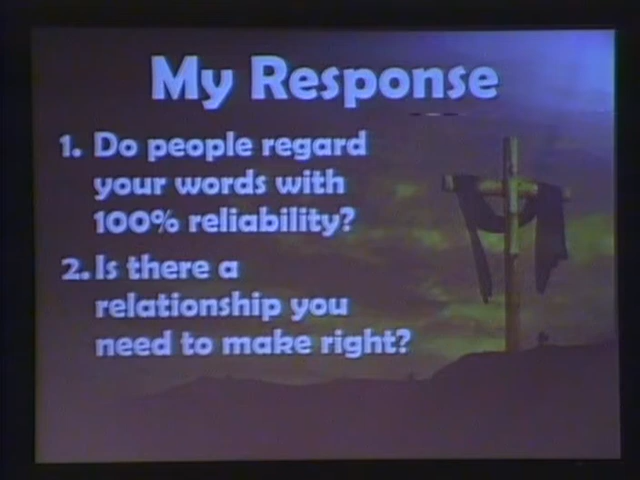 My Response
1. Do people regard
your words with
100% reliability?
2. Is there a
relationship you
need to make right?